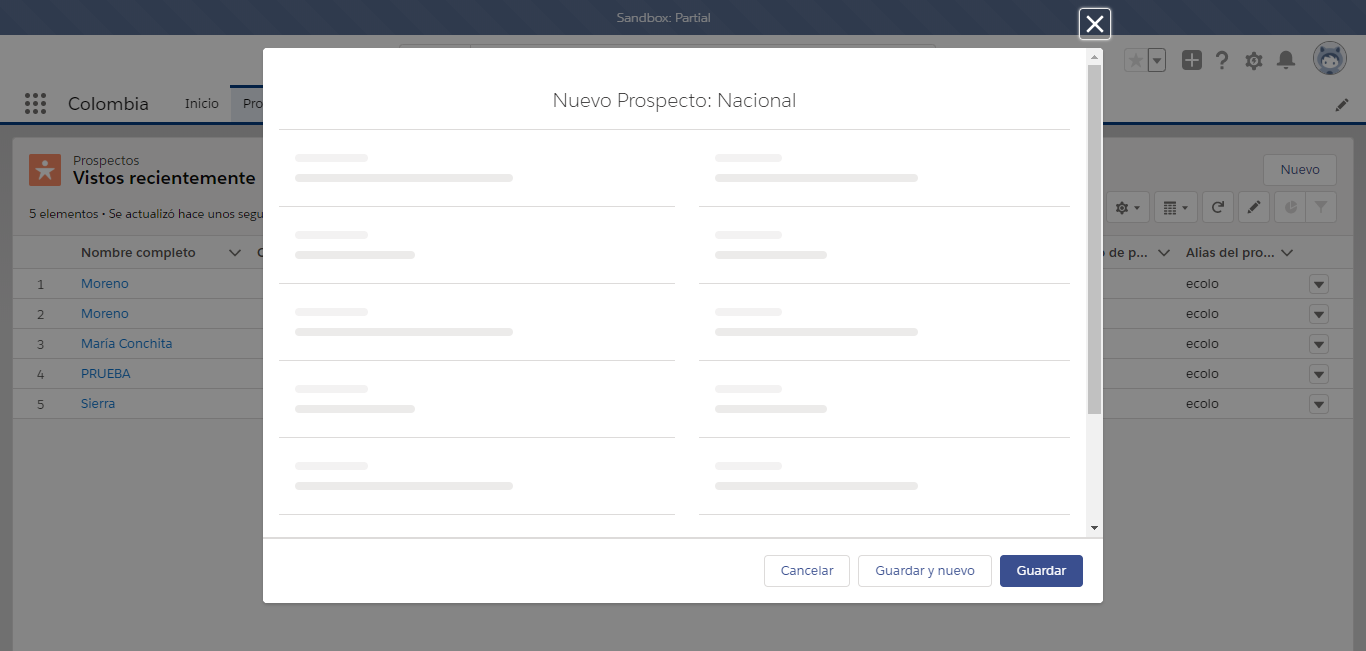 Sandbox: Partial
Colombia
Inicio
Nuevo Prospecto: Nacional
Prospectos
Vistos recientemente
Nuevo
5 elementos • Se actualizó hace unos
Nombre completo
de p...
Alias del pro...
1 Moreno ecolo
2 Moreno ecolo
3 María Conchita ecolo
4 PRUEBA ecolo
5 Sierra ecolo
Cancelar
Guardar y nuevo
Guardar